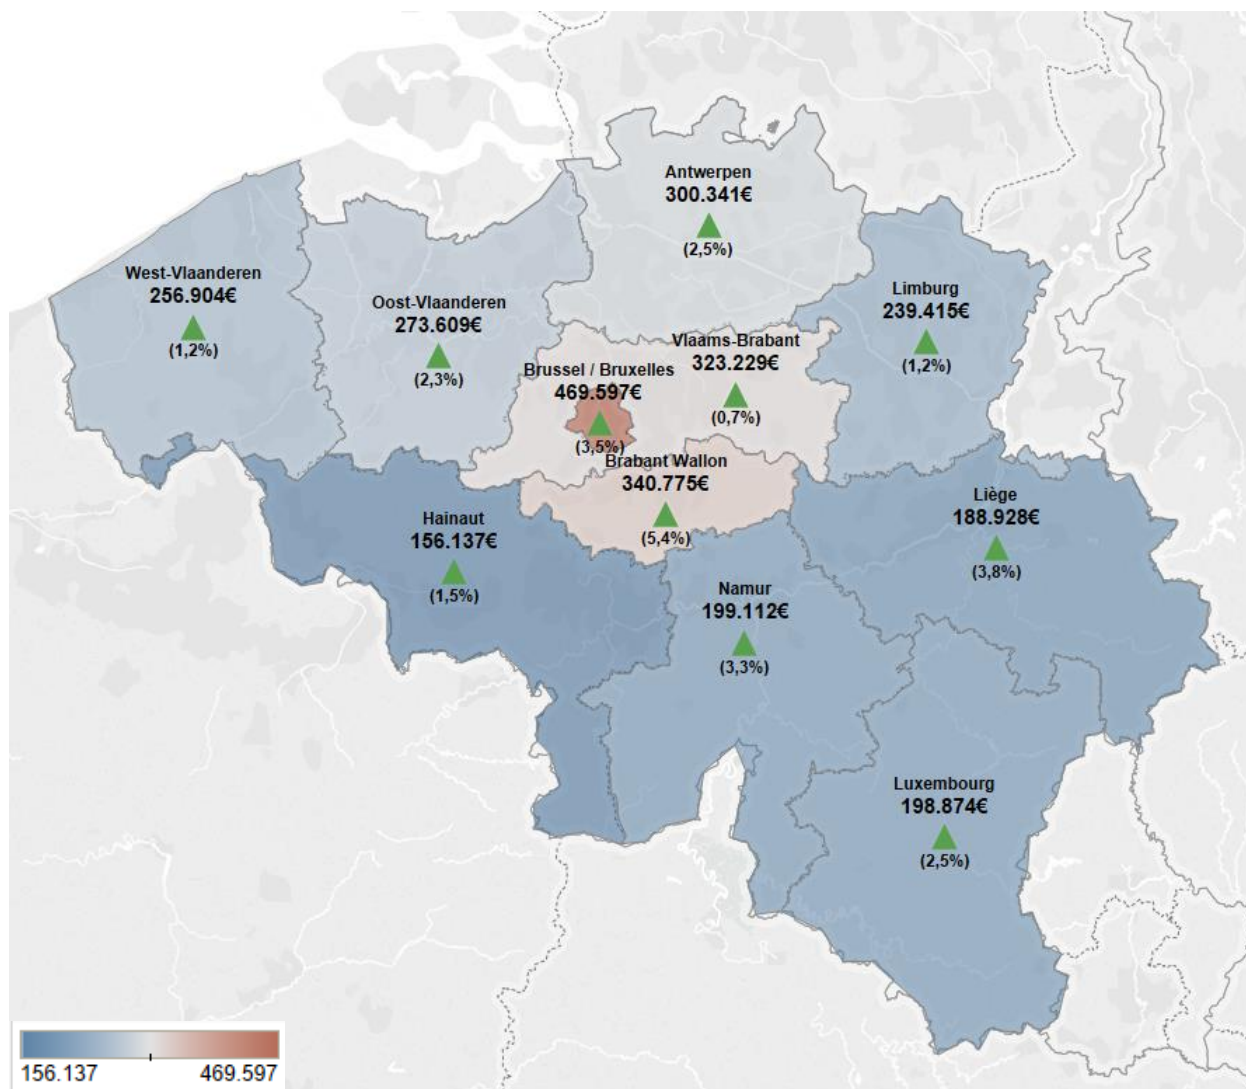 Antwerpen
300.341€
(2,5%)
West-Vlaanderen
256.904€
(1,2%)
Oost-Vlaanderen
273.609€
(2,3%)
Limburg
239.415€
(1,2%)
Vlaams-Brabant
323.229€
(0,7%)
Brussel / Bruxelles
469.597€
(3,5%)
Brabant Wallon
340.775€
(5,4%)
Hainaut
156.137€
(1,5%)
Liège
188.928€
(3,8%)
Namur
199.112€
(3,3%)
Luxembourg
198.874€
(2,5%)
156.137 469.597